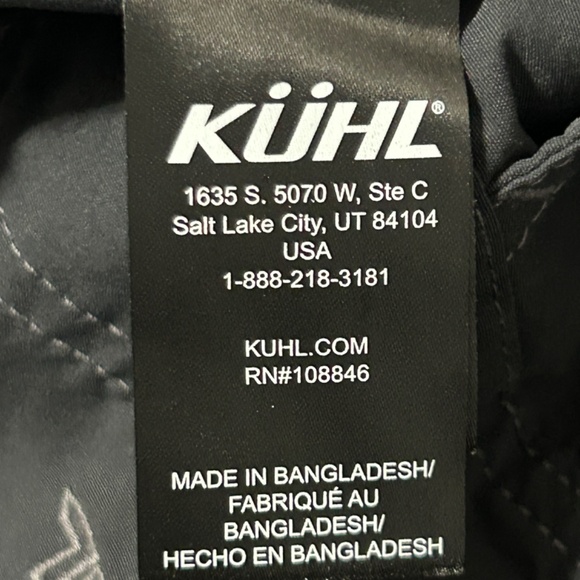 KÜHL®
1635 S. 5070 W, Ste C
Salt Lake City, UT 84104
USA
1-888-218-3181
KUHL.COM
RN#108846
MADE IN BANGLADESH/
FABRIQUÉ AU
BANGLADESH/
HECHO EN BANGLADESH